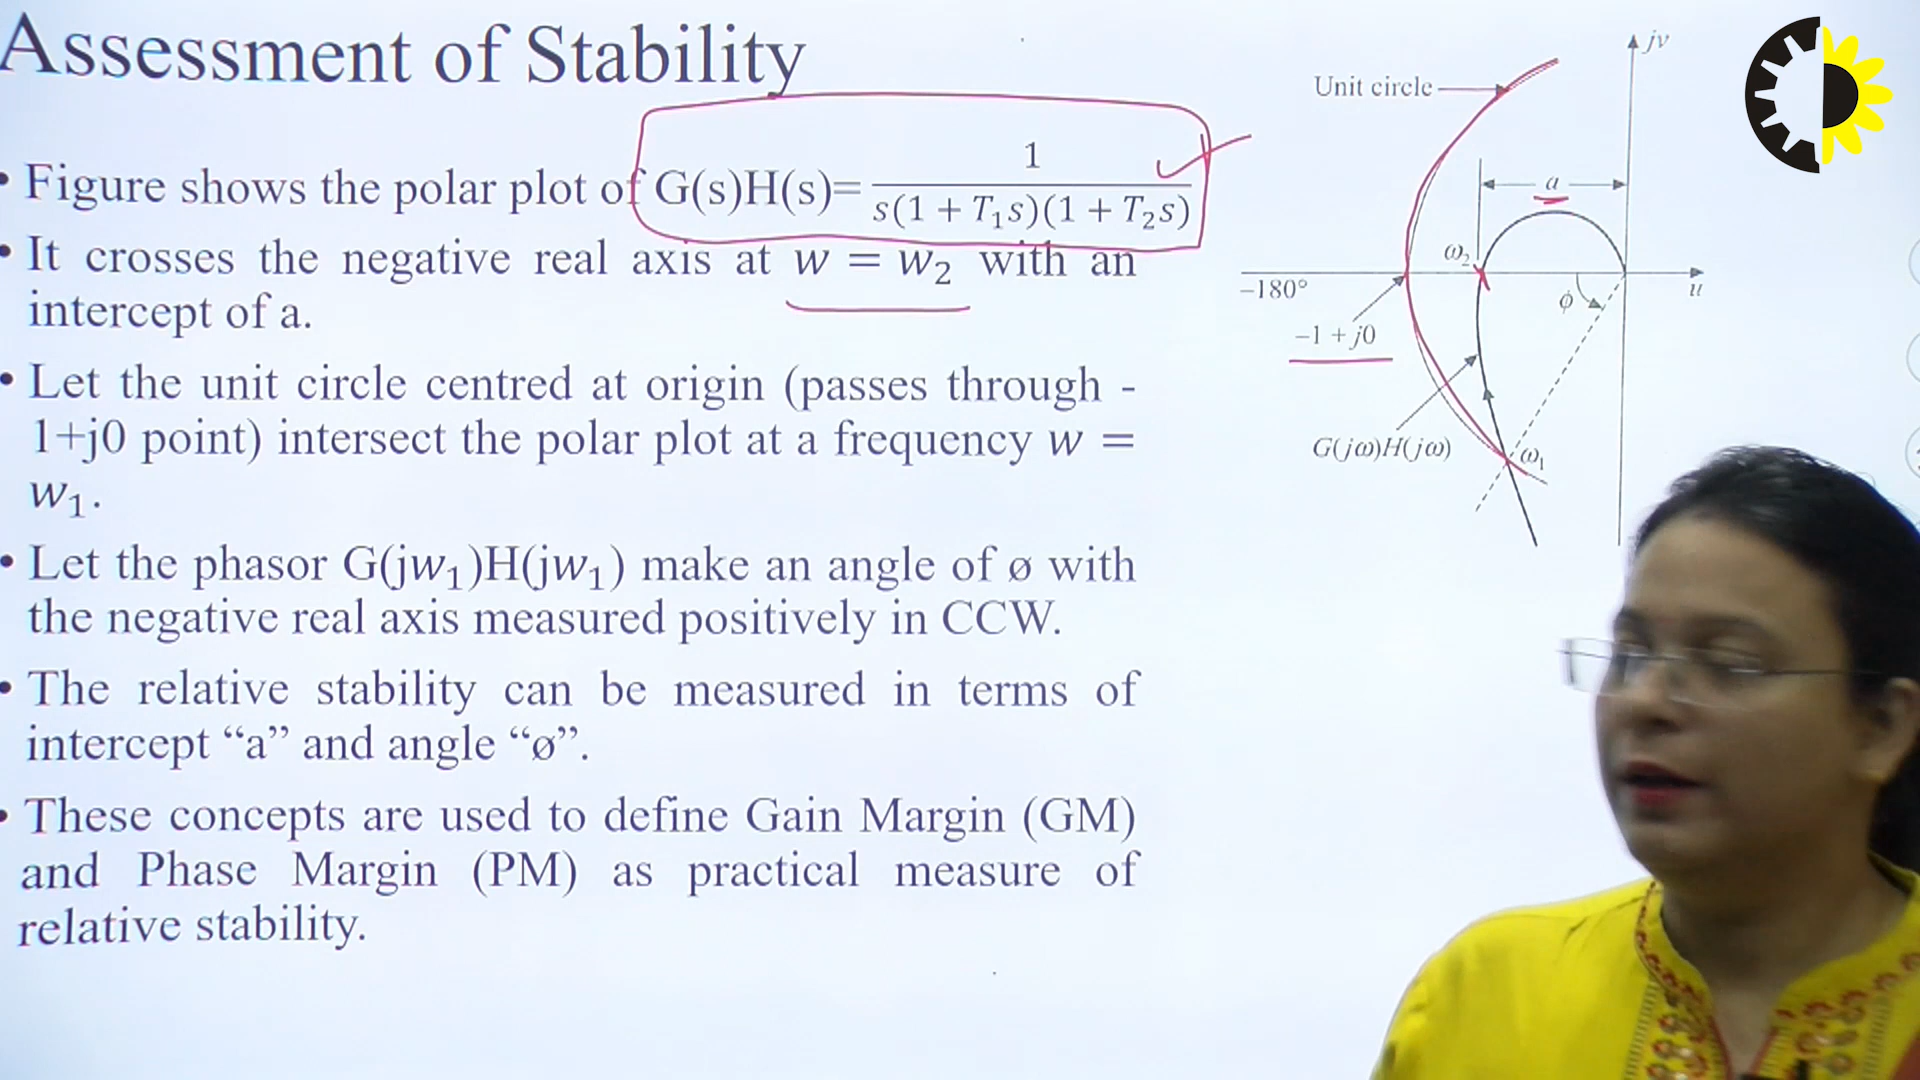 Assessment of Stability
• Figure shows the polar plot of G(s)H(s)= 1 / s(1 + T₁s)(1 + T₂s)
• It crosses the negative real axis at w = w₂ with an
intercept of a.
• Let the unit circle centred at origin (passes through -
1+j0 point) intersect the polar plot at a frequency w =
w₁.
• Let the phasor G(jw₁)H(jw₁) make an angle of ø with
the negative real axis measured positively in CCW.
• The relative stability can be measured in terms of
intercept “a” and angle “ø”.
• These concepts are used to define Gain Margin (GM)
and Phase Margin (PM) as practical measure of
relative stability.
jv
Unit circle
a
ω₂
−180°
u
ϕ
−1 + j0
G(jω)H(jω)
ω₁